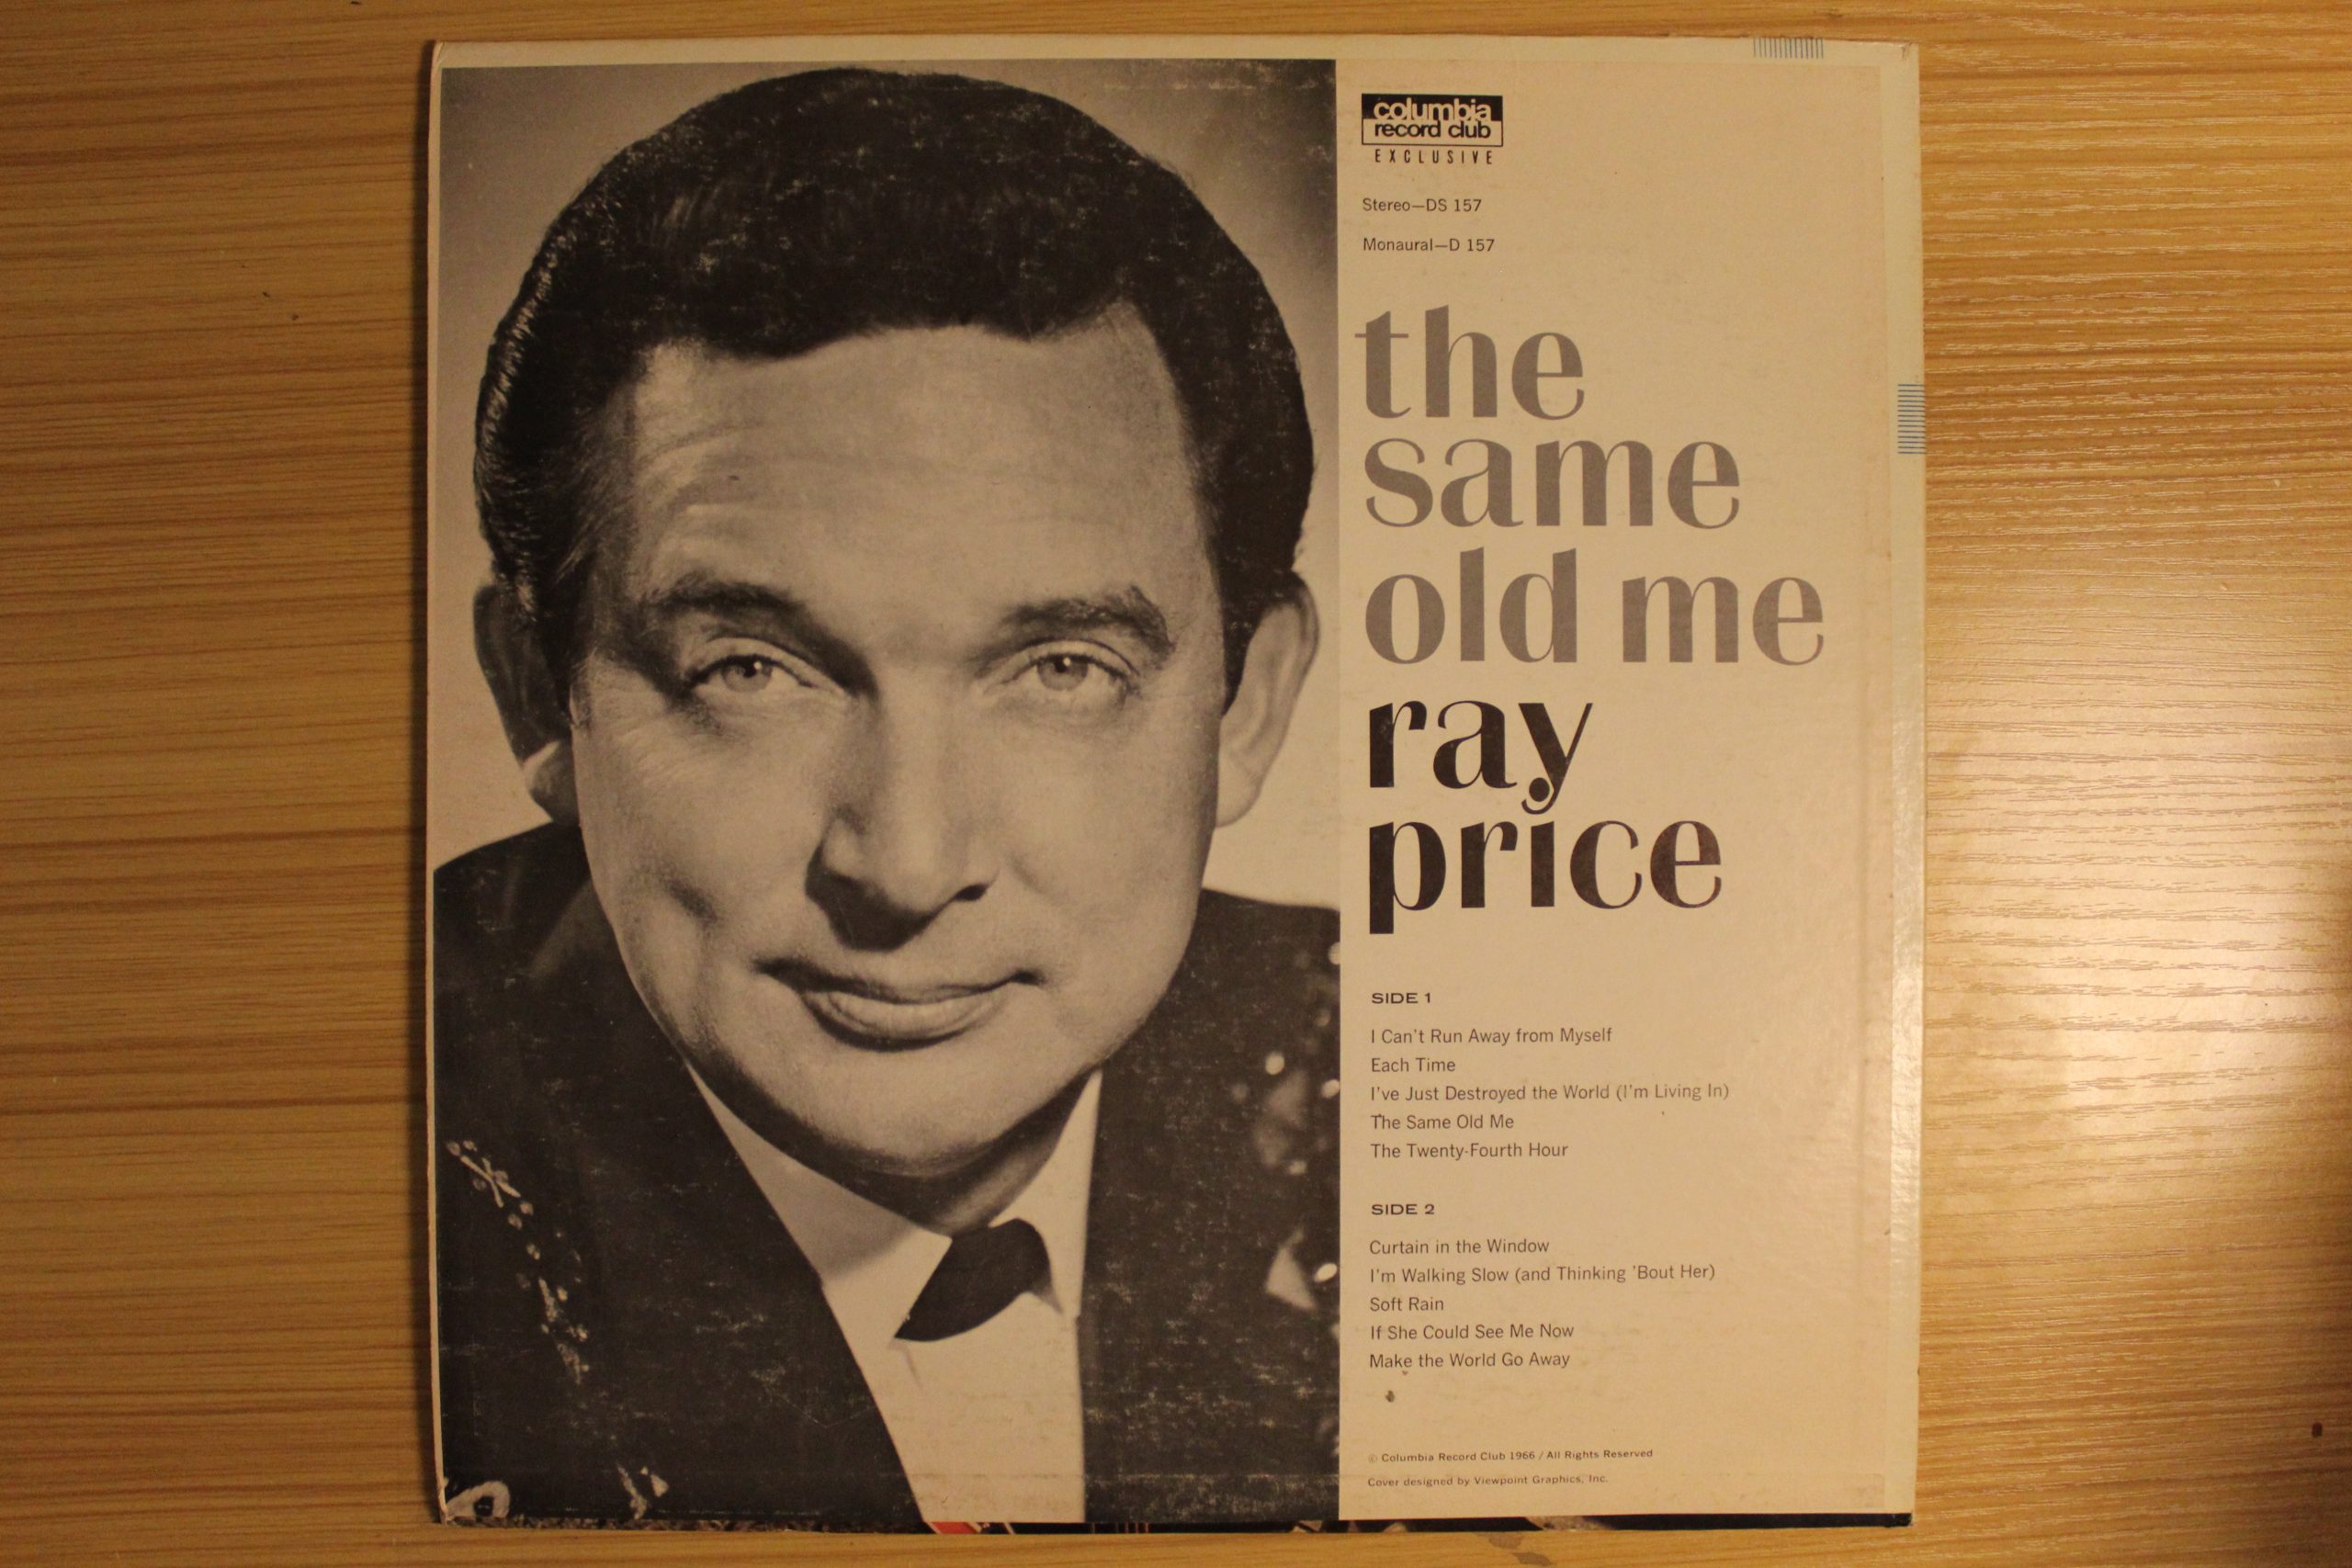 columbia
record club
EXCLUSIVE
Stereo—DS 157
Monaural—D 157
the
same
old me
ray
price
SIDE 1
I Can't Run Away from Myself
Each Time
I've Just Destroyed the World (I'm Living In)
The Same Old Me
The Twenty-Fourth Hour
SIDE 2
Curtain in the Window
I'm Walking Slow (and Thinking 'Bout Her)
Soft Rain
If She Could See Me Now
Make the World Go Away
© Columbia Record Club 1966 / All Rights Reserved
Cover designed by Viewpoint Graphics, Inc.